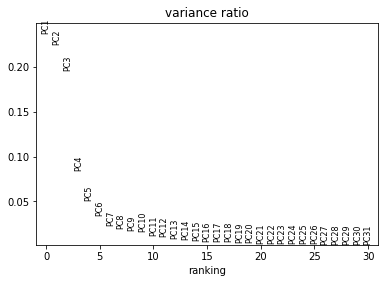 variance ratio
0.20
0.15
0.10
0.05
PC1
PC2
PC3
PC4
PC5
PC6
PC7
PC8
PC9
PC10
PC11
PC12
PC13
PC14
PC15
PC16
PC17
PC18
PC19
PC20
PC21
PC22
PC23
PC24
PC25
PC26
PC27
PC28
PC29
PC30
PC31
0 5 10 15 20 25 30
ranking